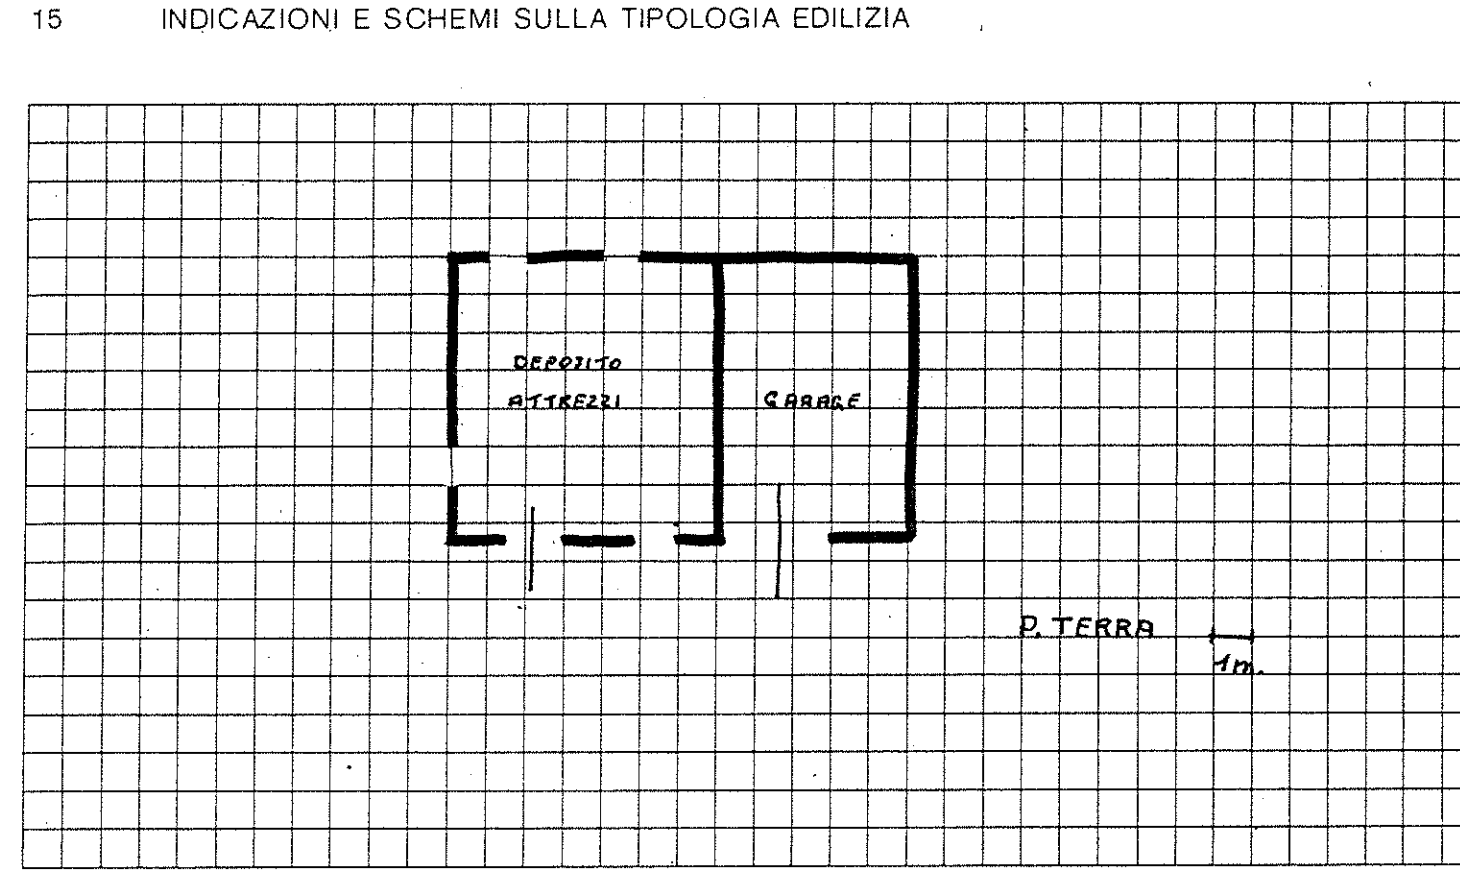 15 INDICAZIONI E SCHEMI SULLA TIPOLOGIA EDILIZIA
DEPOSITO
ATTREZZI
GARAGE
P. TERRA
1m.